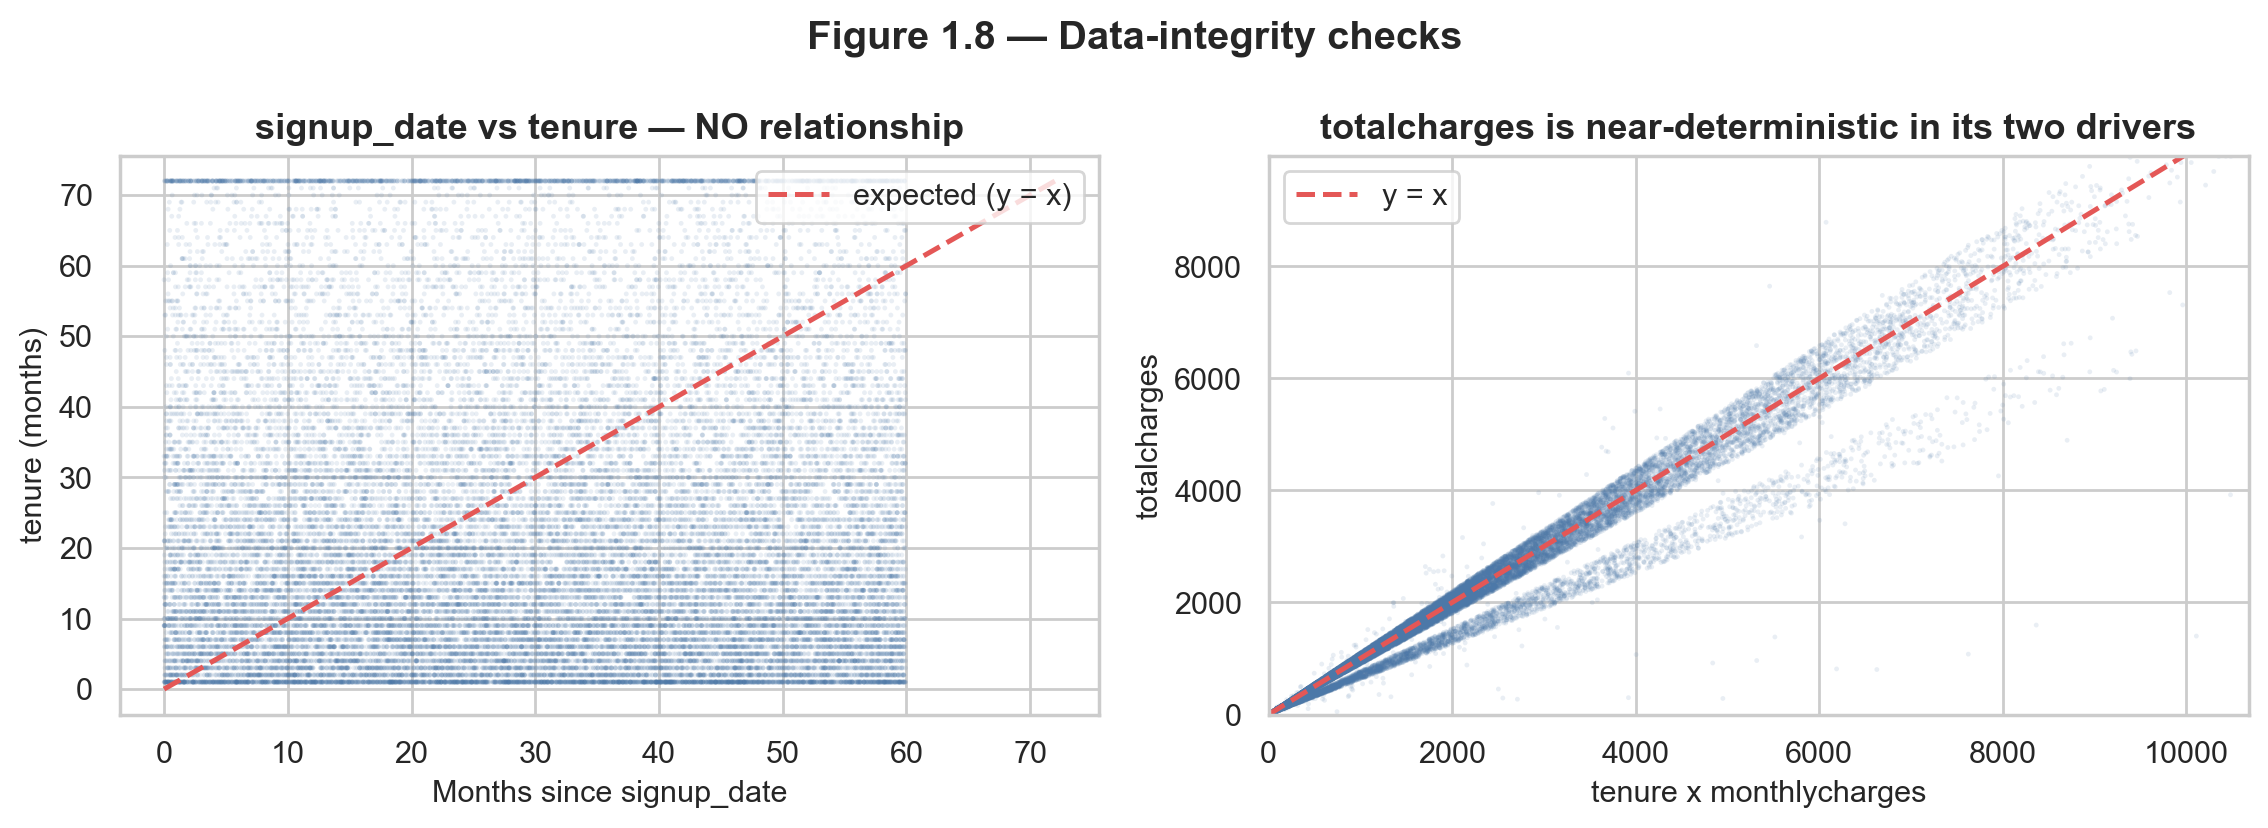 Figure 1.8 — Data-integrity checks
signup_date vs tenure — NO relationship
expected (y = x)
tenure (months)
70
60
50
40
30
20
10
0
0 10 20 30 40 50 60 70
Months since signup_date
totalcharges is near-deterministic in its two drivers
y = x
totalcharges
8000
6000
4000
2000
0
0 2000 4000 6000 8000 10000
tenure x monthlycharges